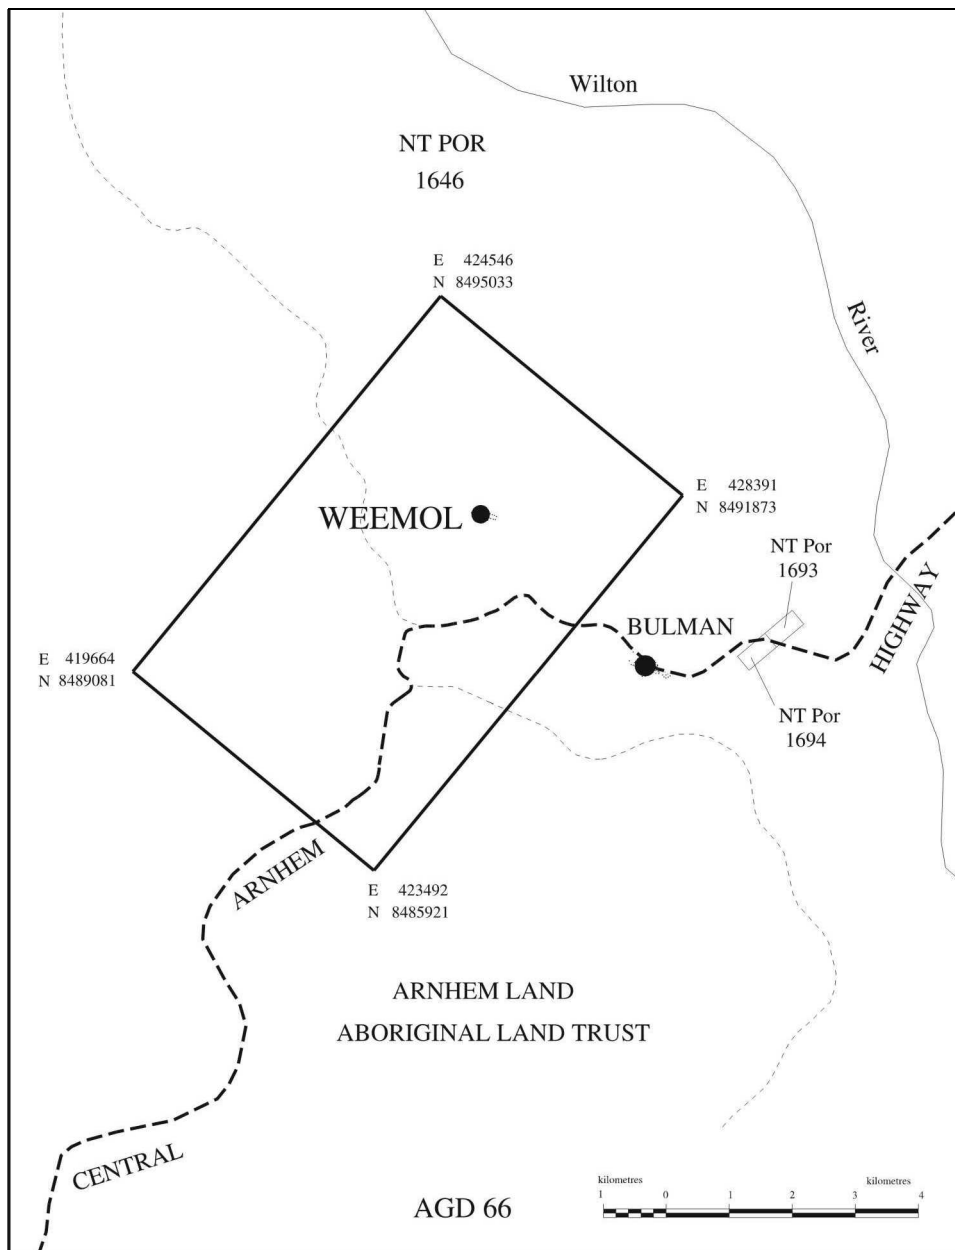 Wilton
NT POR
1646
E 424546
N 8495033
River
E 428391
N 8491873
WEEMOL
NT Por
1693
HIGHWAY
BULMAN
E 419664
N 8489081
NT Por
1694
ARNHEM
E 423492
N 8485921
ARNHEM LAND
ABORIGINAL LAND TRUST
CENTRAL
kilometres kilometres
1 0 1 2 3 4
AGD 66